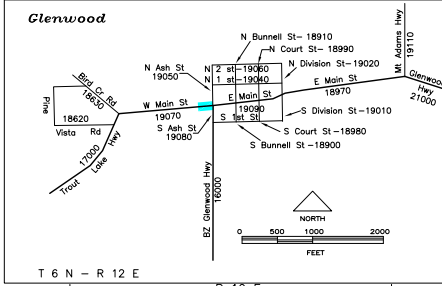 Glenwood
N Bunnell St-18910
N Court St-18990
N Ash St
19050
N 2 st-19060
N 1 st-19040
N Division St-19020
Mt Adams Hwy
19110
Bird Cr Rd
18630
Pine
18620
Vista Rd
W Main St
19070
E Main St
18970
E Main St
19090
Glenwood
Hwy
21000
S Ash St
19080
S 1st St
S Division St-19010
S Court St-18980
S Bunnell St-18900
Trout Lake Hwy
17000
BZ Glenwood Hwy
16000
NORTH
0 500 1000 2000
FEET
T 6 N - R 12 E